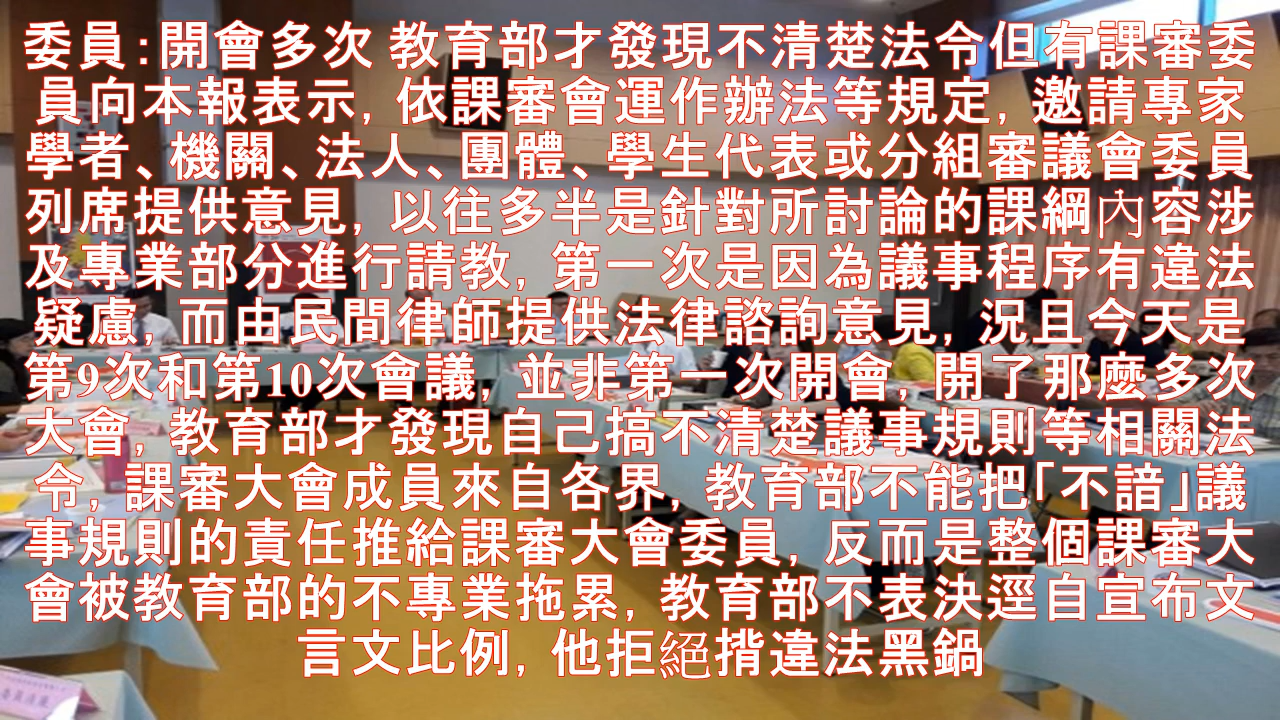 委員:開會多次 教育部才發現不清楚法令但有課審委
員向本報表示, 依課審會運作辦法等規定, 邀請專家
學者、機關、法人、團體、學生代表或分組審議會委員
列席提供意見, 以往多半是針對所討論的課綱內容涉
及專業部分進行請教, 第一次是因為議事程序有違法
疑慮, 而由民間律師提供法律諮詢意見, 況且今天是
第9次和第10次會議, 並非第一次開會, 開了那麼多次
大會, 教育部才發現自己搞不清楚議事規則等相關法
令, 課審大會成員來自各界, 教育部不能把「不諳」議
事規則的責任推給課審大會委員, 反而是整個課審大
會被教育部的不專業拖累, 教育部不表決逕自宣布文
言文比例, 他拒絕揹違法黑鍋